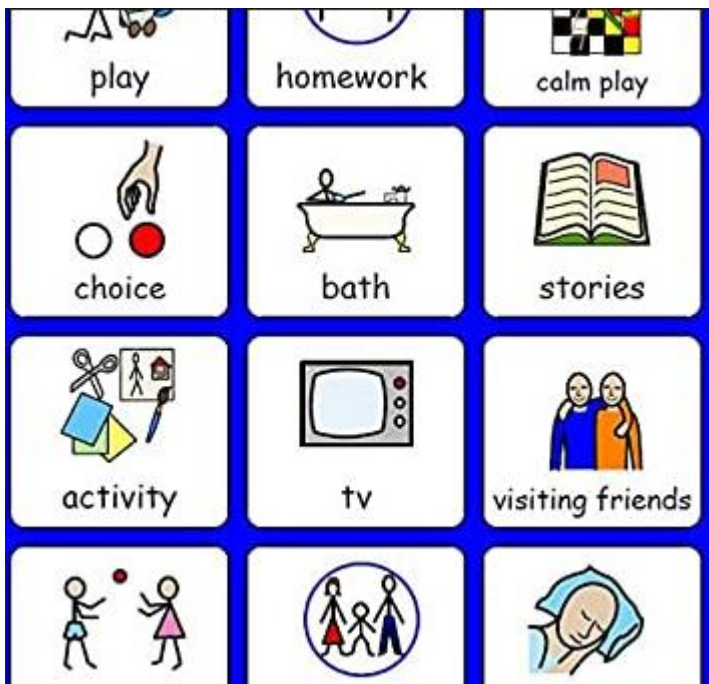 play
homework
calm play
choice
bath
stories
activity
tv
visiting friends